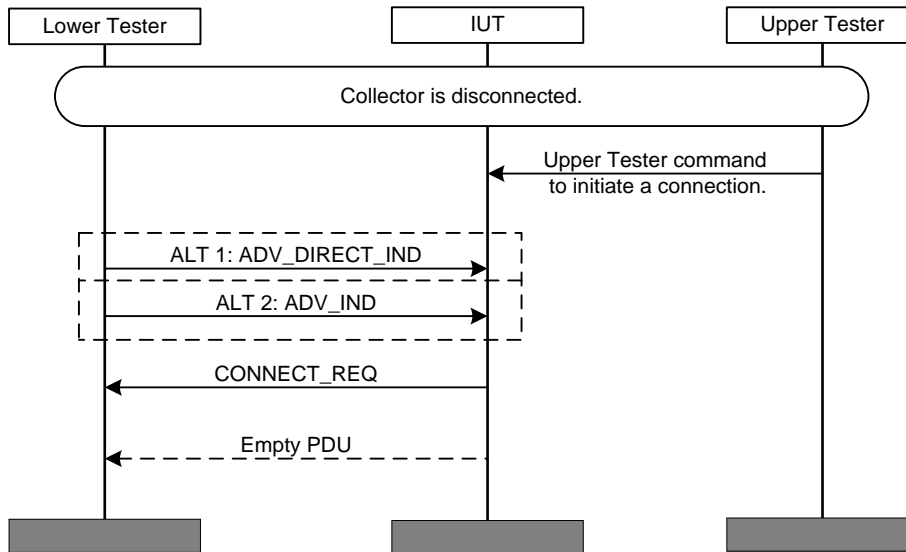 Lower Tester
IUT
Upper Tester
Collector is disconnected.
Upper Tester command
to initiate a connection.
ALT 1: ADV_DIRECT_IND
ALT 2: ADV_IND
CONNECT_REQ
Empty PDU